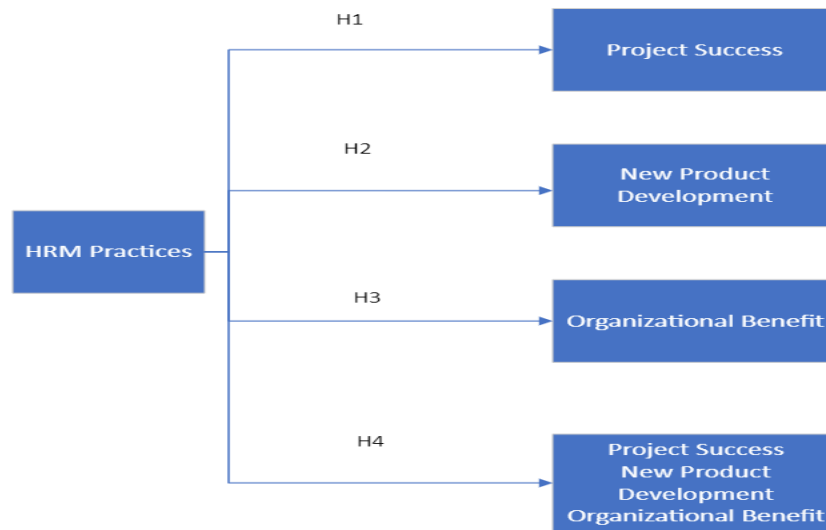 H1
Project Success
H2
New Product
Development
HRM Practices
H3
Organizational Benefit
H4
Project Success
New Product
Development
Organizational Benefit